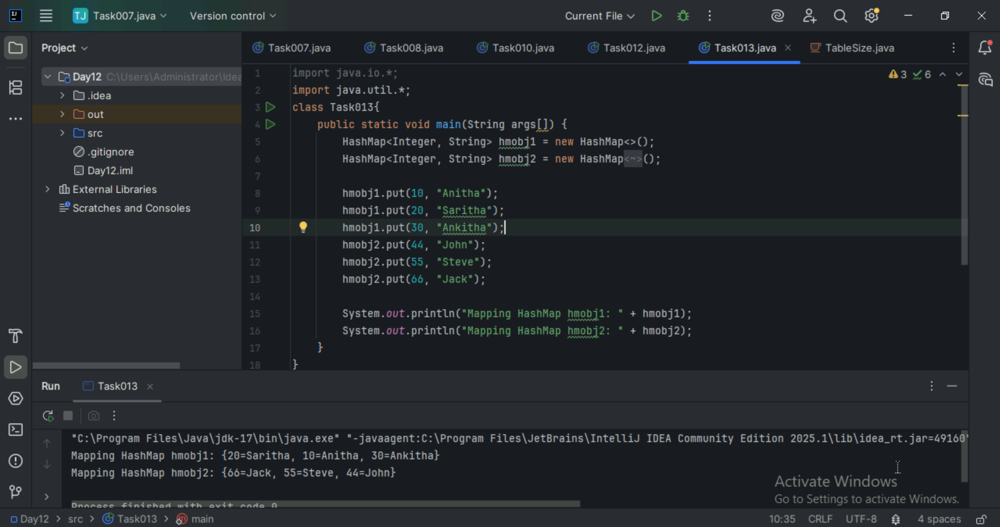 TJ Task007.java Version control Current File
Project
Task007.java Task008.java Task010.java Task012.java Task013.java TableSize.java
Day12 C:\Users\Administrator\Idea
.idea
out
src
.gitignore
Day12.iml
External Libraries
Scratches and Consoles
3 6
1 import java.io.*;
2 import java.util.*;
3 class Task013{
4 public static void main(String args[]) {
5 HashMap<Integer, String> hmobj1 = new HashMap<>();
6 HashMap<Integer, String> hmobj2 = new HashMap<~>();
7
8 hmobj1.put(10, "Anitha");
9 hmobj1.put(20, "Saritha");
10 hmobj1.put(30, "Ankitha");
11 hmobj2.put(44, "John");
12 hmobj2.put(55, "Steve");
13 hmobj2.put(66, "Jack");
14
15 System.out.println("Mapping HashMap hmobj1: " + hmobj1);
16 System.out.println("Mapping HashMap hmobj2: " + hmobj2);
17 }
18 }
Run Task013
"C:\Program Files\Java\jdk-17\bin\java.exe" "-javaagent:C:\Program Files\JetBrains\IntelliJ IDEA Community Edition 2025.1\lib\idea_rt.jar=49160"
Mapping HashMap hmobj1: {20=Saritha, 10=Anitha, 30=Ankitha}
Mapping HashMap hmobj2: {66=Jack, 55=Steve, 44=John}
Process finished with exit code 0
Activate Windows
Go to Settings to activate Windows.
Day12 > src > Task013 > main 10:35 CRLF UTF-8 4 spaces